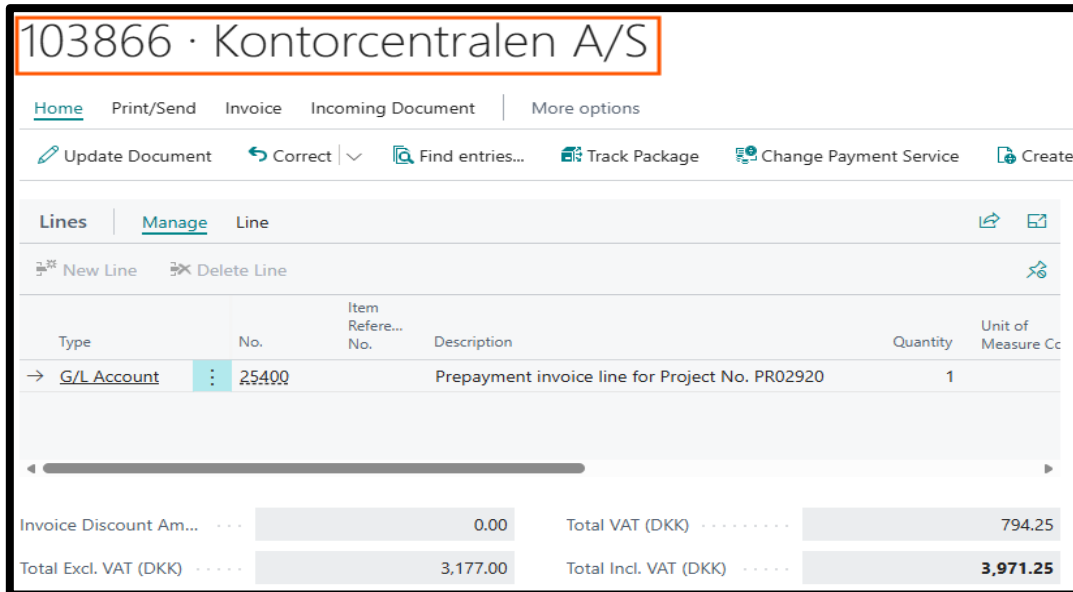 103866 · Kontorcentralen A/S
Home Print/Send Invoice Incoming Document More options
Update Document Correct Find entries... Track Package Change Payment Service Create
Lines Manage Line
New Line Delete Line
Type No. Item Refere... No. Description Quantity Unit of Measure Co
G/L Account 25400 Prepayment invoice line for Project No. PR02920 1
Invoice Discount Am... 0.00 Total VAT (DKK) 794.25
Total Excl. VAT (DKK) 3,177.00 Total Incl. VAT (DKK) 3,971.25